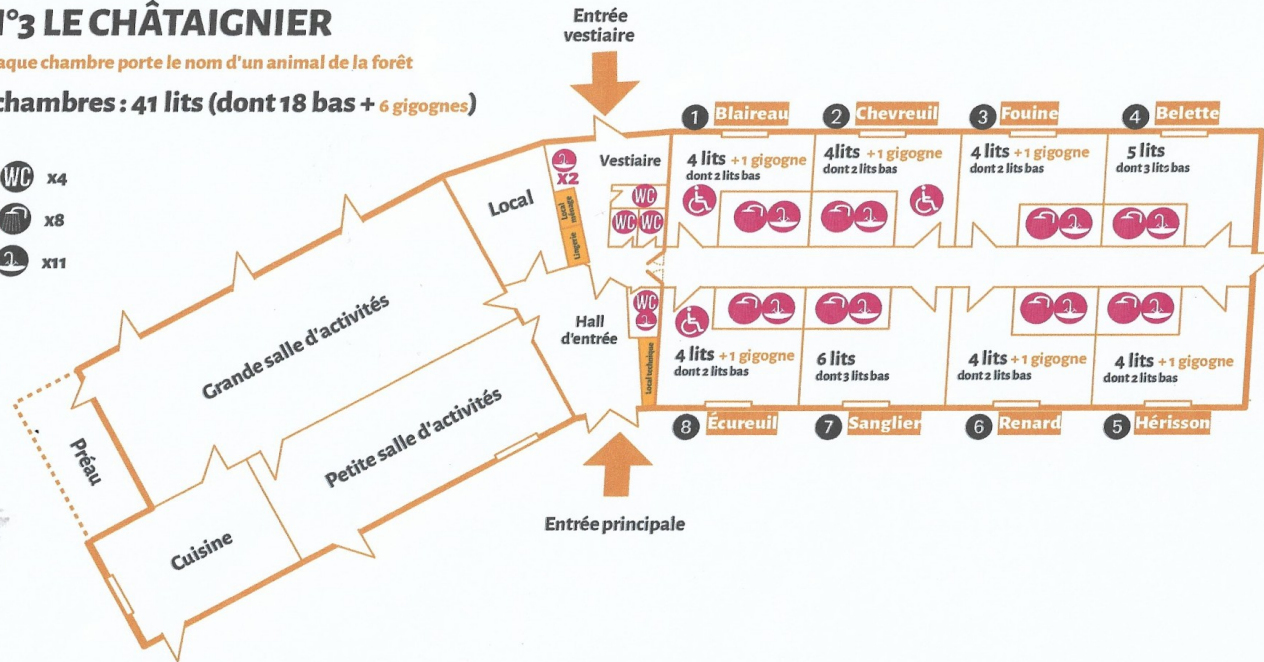 N°3 LE CHÂTAIGNIER
aque chambre porte le nom d'un animal de la forêt
chambres : 41 lits (dont 18 bas + 6 gigognes)
WC x4
x8
x11
Entrée
vestiaire
1 Blaireau
2 Chevreuil
3 Fouine
4 Belette
4 lits +1 gigogne
dont 2 lits bas
4lits +1 gigogne
dont 2 lits bas
4 lits +1 gigogne
dont 2 lits bas
5 lits
dont 3 lits bas
Vestiaire
X2
Local
Local
ménage
Lingerie
WC
WC WC
WC
Hall
d'entrée
Local technique
Grande salle d'activités
Petite salle d'activités
Préau
Cuisine
4 lits +1 gigogne
dont 2 lits bas
6 lits
dont 3 lits bas
4 lits +1 gigogne
dont 2 lits bas
4 lits +1 gigogne
dont 2 lits bas
8 Écureuil
7 Sanglier
6 Renard
5 Hérisson
Entrée principale